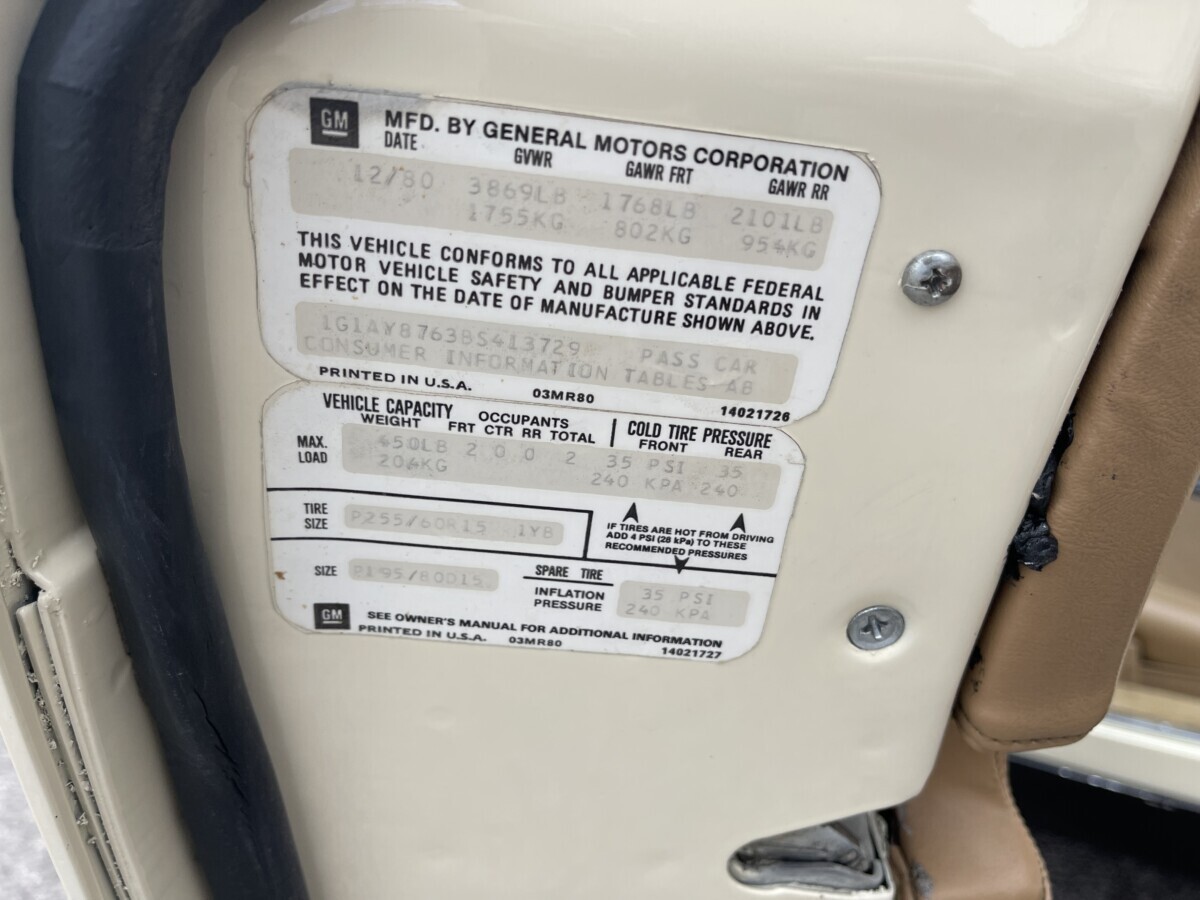 GM
MFD. BY GENERAL MOTORS CORPORATION
DATE GVWR GAWR FRT GAWR RR
12/80 3869LB 1768LB 2101LB
1755KG 802KG 954KG
THIS VEHICLE CONFORMS TO ALL APPLICABLE FEDERAL
MOTOR VEHICLE SAFETY AND BUMPER STANDARDS IN
EFFECT ON THE DATE OF MANUFACTURE SHOWN ABOVE.
1G1AY8763BS413729* PASS CAR
CONSUMER INFORMATION TABLES AB
PRINTED IN U.S.A. 03MR80 14021726
VEHICLE CAPACITY OCCUPANTS COLD TIRE PRESSURE
WEIGHT FRT CTR RR TOTAL FRONT REAR
MAX. LOAD 450LB 2 0 0 2 35 PSI 35
204KG 240 KPA 240
TIRE SIZE P255/60R15 1YB
IF TIRES ARE HOT FROM DRIVING
ADD 4 PSI (28 kPa) TO THESE
RECOMMENDED PRESSURES
SIZE P195/80D15 SPARE TIRE
INFLATION PRESSURE 35 PSI
240 KPA
GM SEE OWNER'S MANUAL FOR ADDITIONAL INFORMATION
PRINTED IN U.S.A. 03MR80 14021727